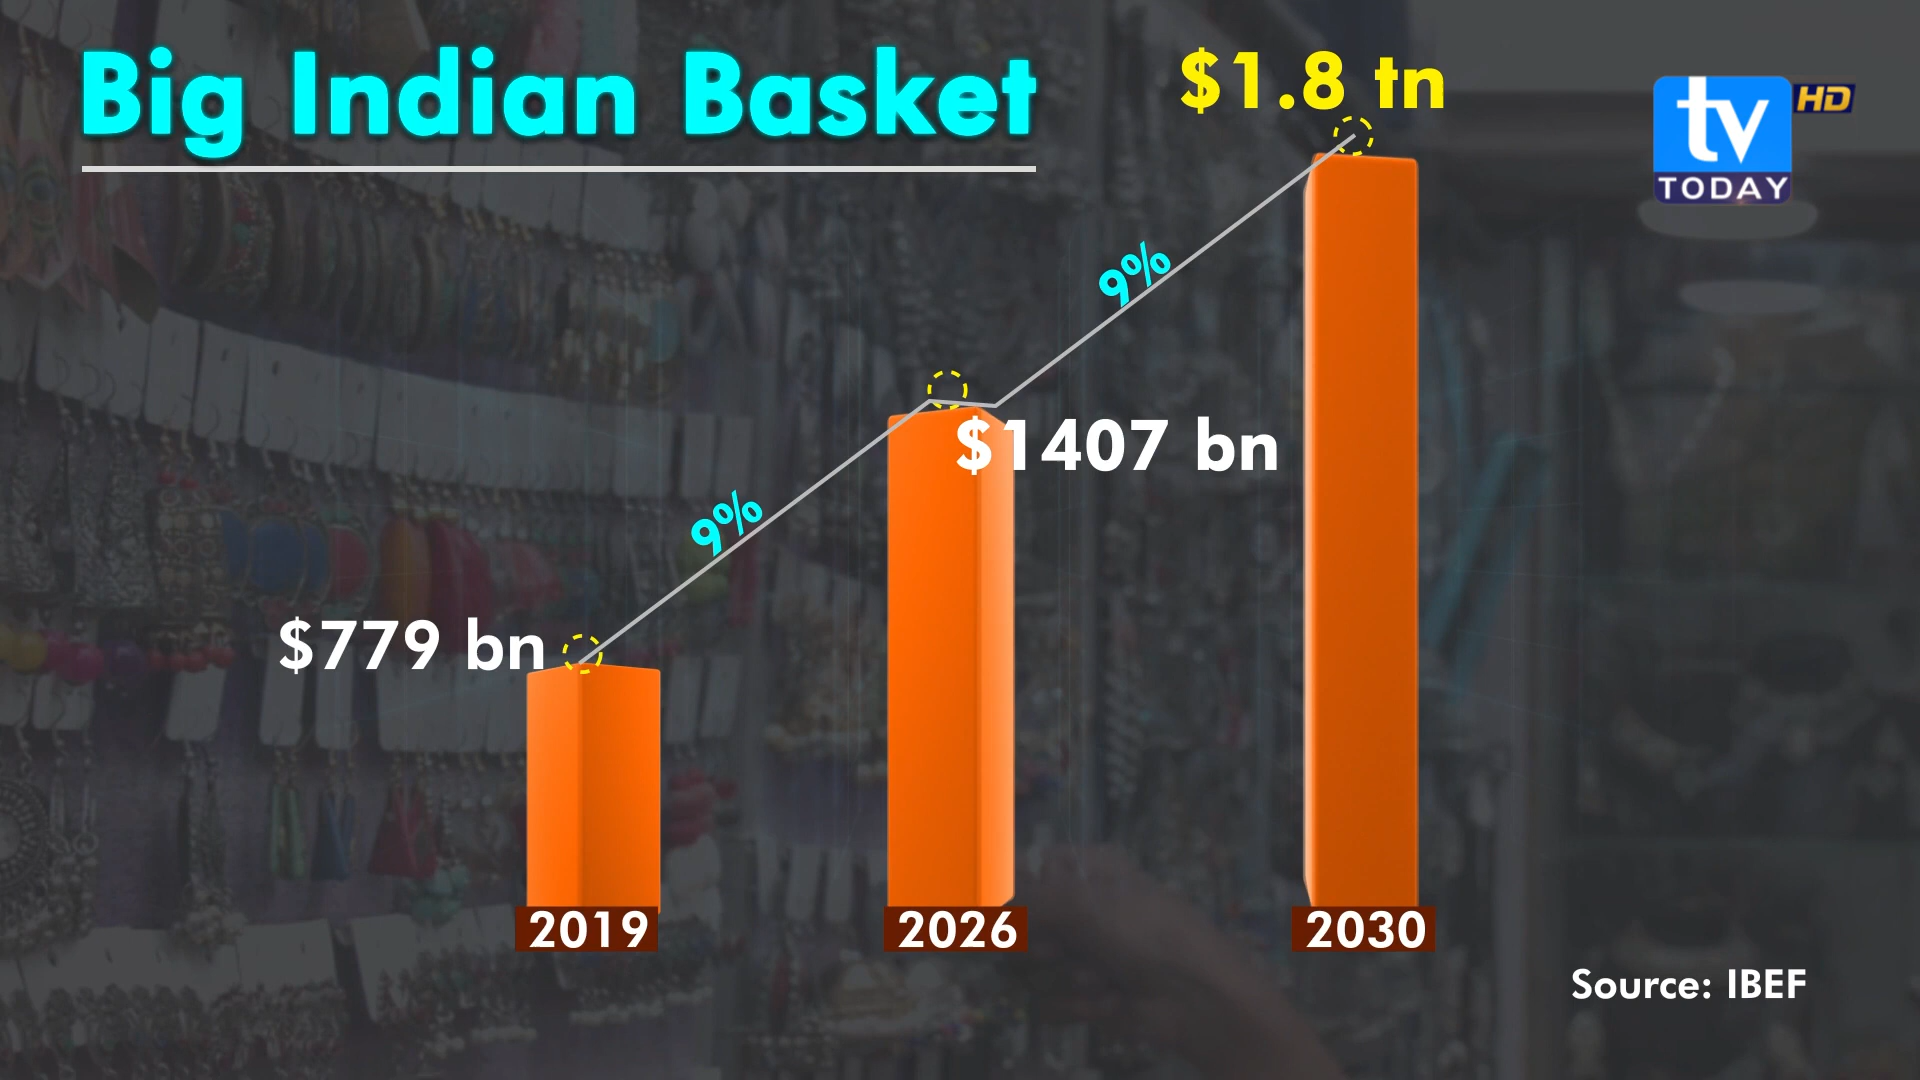 Big Indian Basket
$1.8 tn
tv HD
TODAY
9%
$1407 bn
9%
$779 bn
2019
2026
2030
Source: IBEF